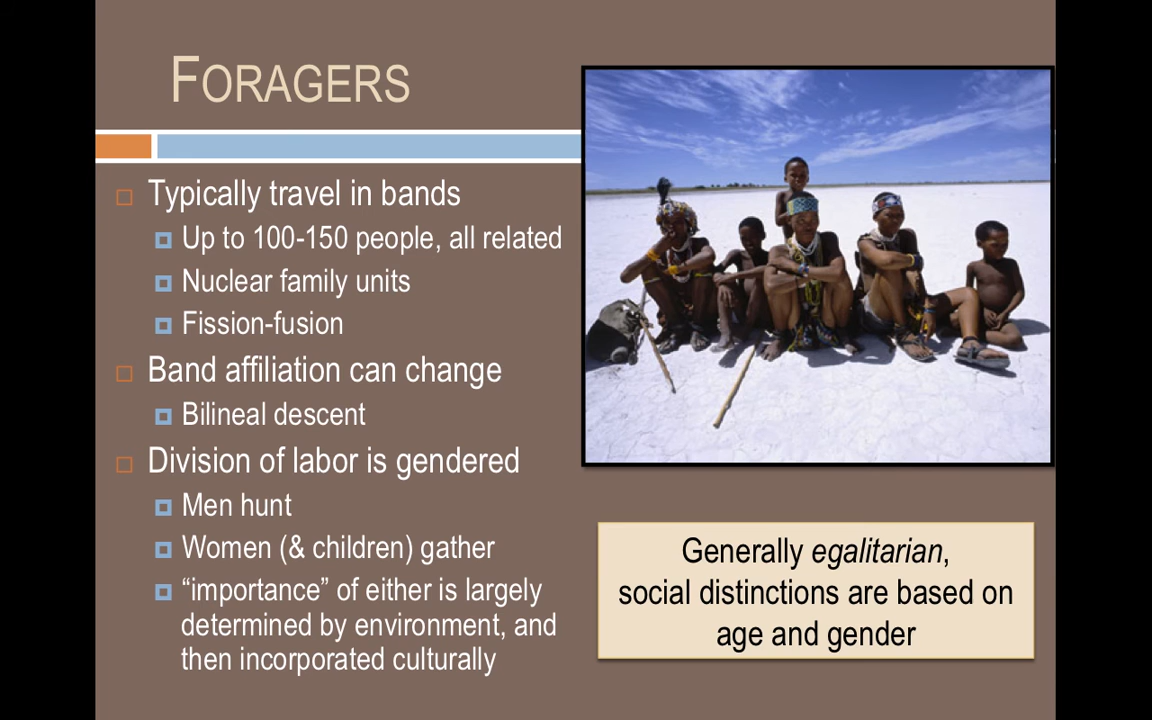 FORAGERS
Typically travel in bands
Up to 100-150 people, all related
Nuclear family units
Fission-fusion
Band affiliation can change
Bilineal descent
Division of labor is gendered
Men hunt
Women (& children) gather
“importance” of either is largely
determined by environment, and
then incorporated culturally
Generally egalitarian,
social distinctions are based on
age and gender